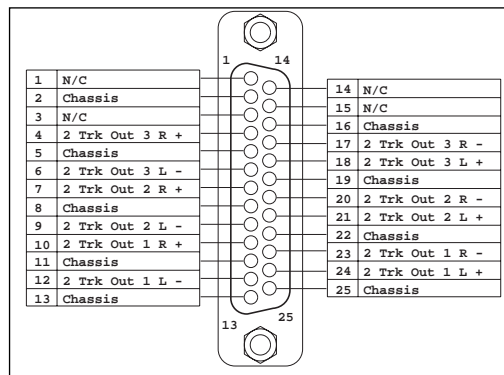 1 14
1 N/C
2 Chassis
3 N/C
4 2 Trk Out 3 R +
5 Chassis
6 2 Trk Out 3 L -
7 2 Trk Out 2 R +
8 Chassis
9 2 Trk Out 2 L -
10 2 Trk Out 1 R +
11 Chassis
12 2 Trk Out 1 L -
13 Chassis
14 N/C
15 N/C
16 Chassis
17 2 Trk Out 3 R -
18 2 Trk Out 3 L +
19 Chassis
20 2 Trk Out 2 R -
21 2 Trk Out 2 L +
22 Chassis
23 2 Trk Out 1 R -
24 2 Trk Out 1 L +
25 Chassis
13 25